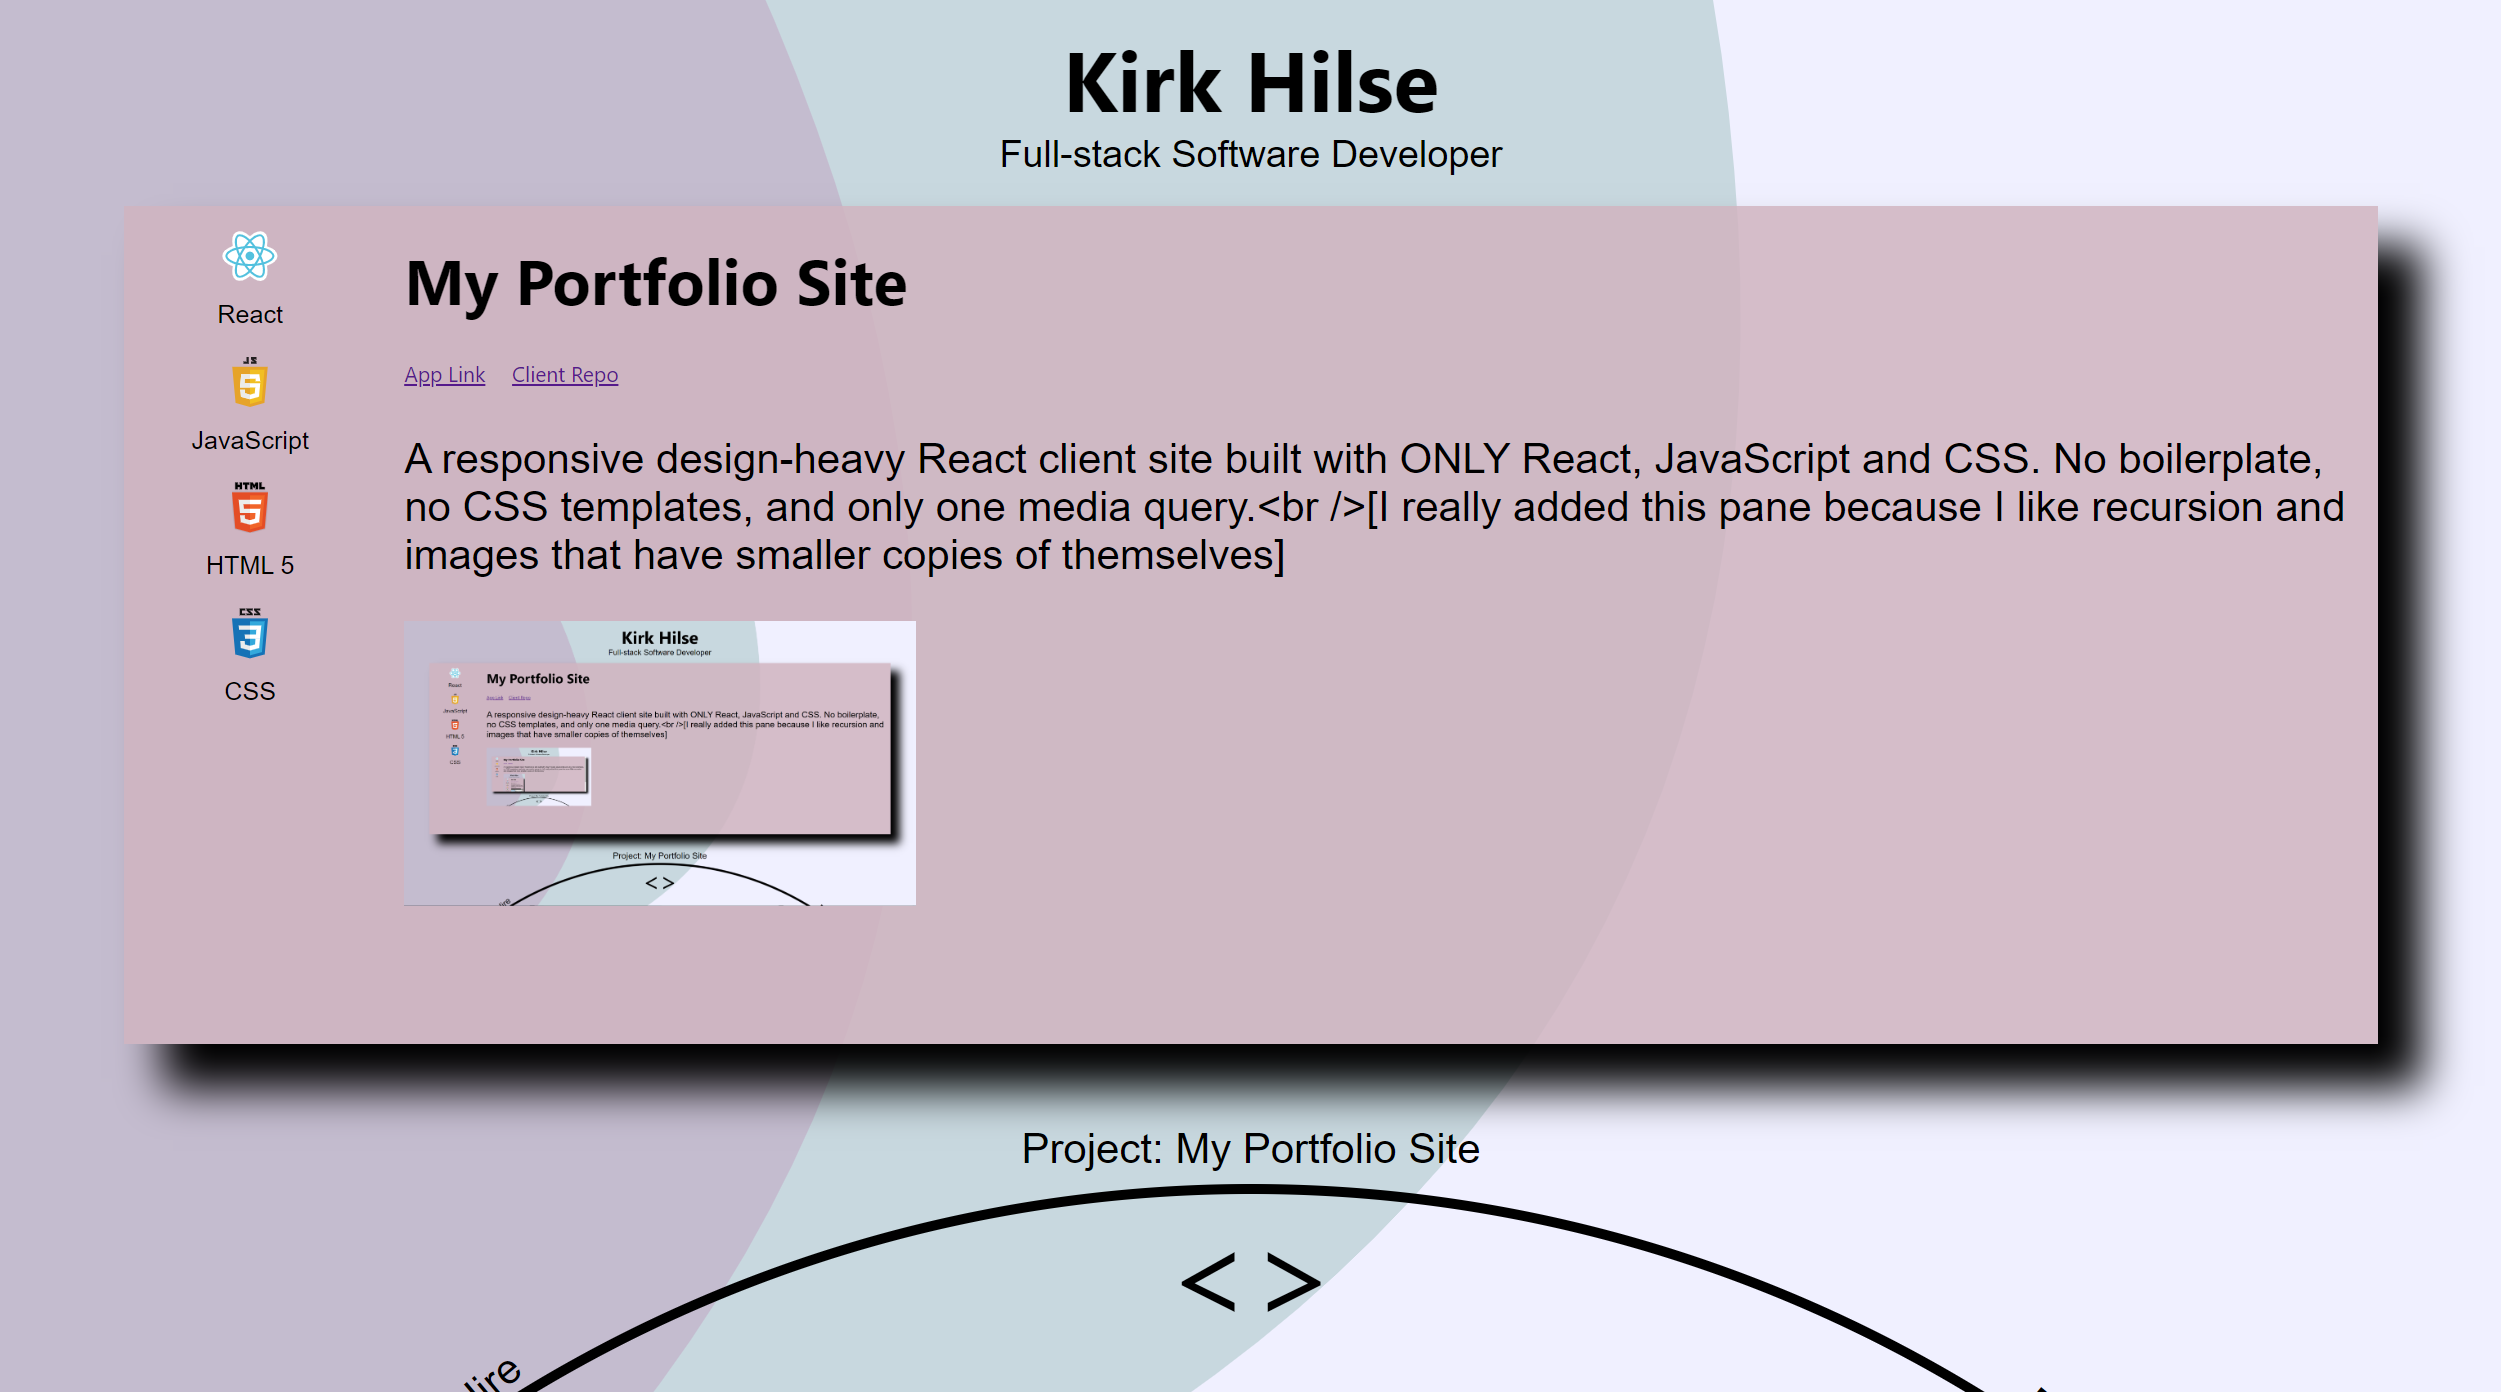 Kirk Hilse
Full-stack Software Developer
React
JS
JavaScript
HTML
HTML 5
CSS
CSS
My Portfolio Site
App Link Client Repo
A responsive design-heavy React client site built with ONLY React, JavaScript and CSS. No boilerplate,
no CSS templates, and only one media query.<br />[I really added this pane because I like recursion and
images that have smaller copies of themselves]
Kirk Hilse
Full-stack Software Developer
React
JavaScript
HTML 5
CSS
My Portfolio Site
App Link Client Repo
A responsive design-heavy React client site built with ONLY React, JavaScript and CSS. No boilerplate,
no CSS templates, and only one media query.<br />[I really added this pane because I like recursion and
images that have smaller copies of themselves]
Project: My Portfolio Site
< >
Project: My Portfolio Site
< >